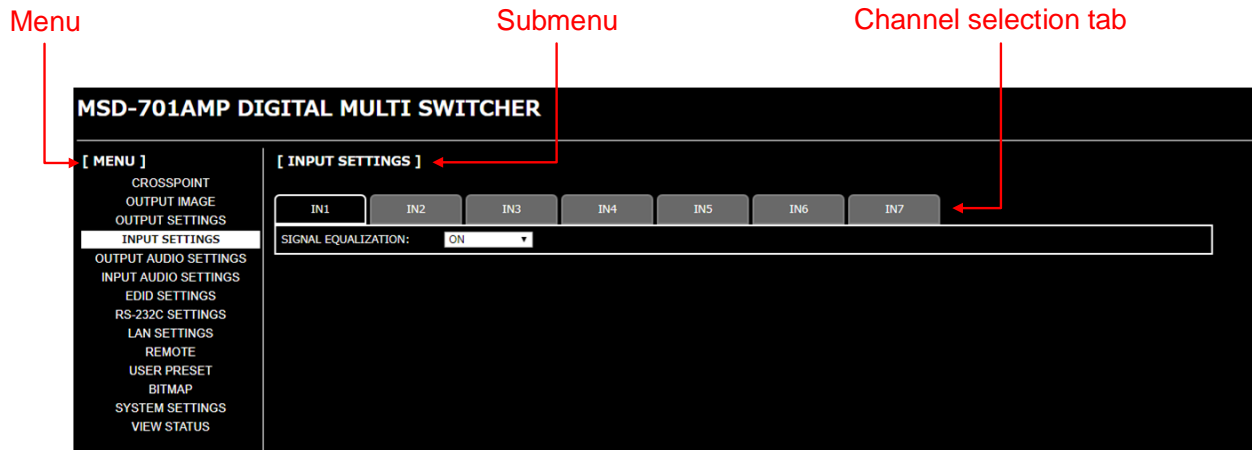 Menu Submenu Channel selection tab
MSD-701AMP DIGITAL MULTI SWITCHER
[ MENU ]
CROSSPOINT
OUTPUT IMAGE
OUTPUT SETTINGS
INPUT SETTINGS
OUTPUT AUDIO SETTINGS
INPUT AUDIO SETTINGS
EDID SETTINGS
RS-232C SETTINGS
LAN SETTINGS
REMOTE
USER PRESET
BITMAP
SYSTEM SETTINGS
VIEW STATUS
[ INPUT SETTINGS ]
IN1 IN2 IN3 IN4 IN5 IN6 IN7
SIGNAL EQUALIZATION: ON